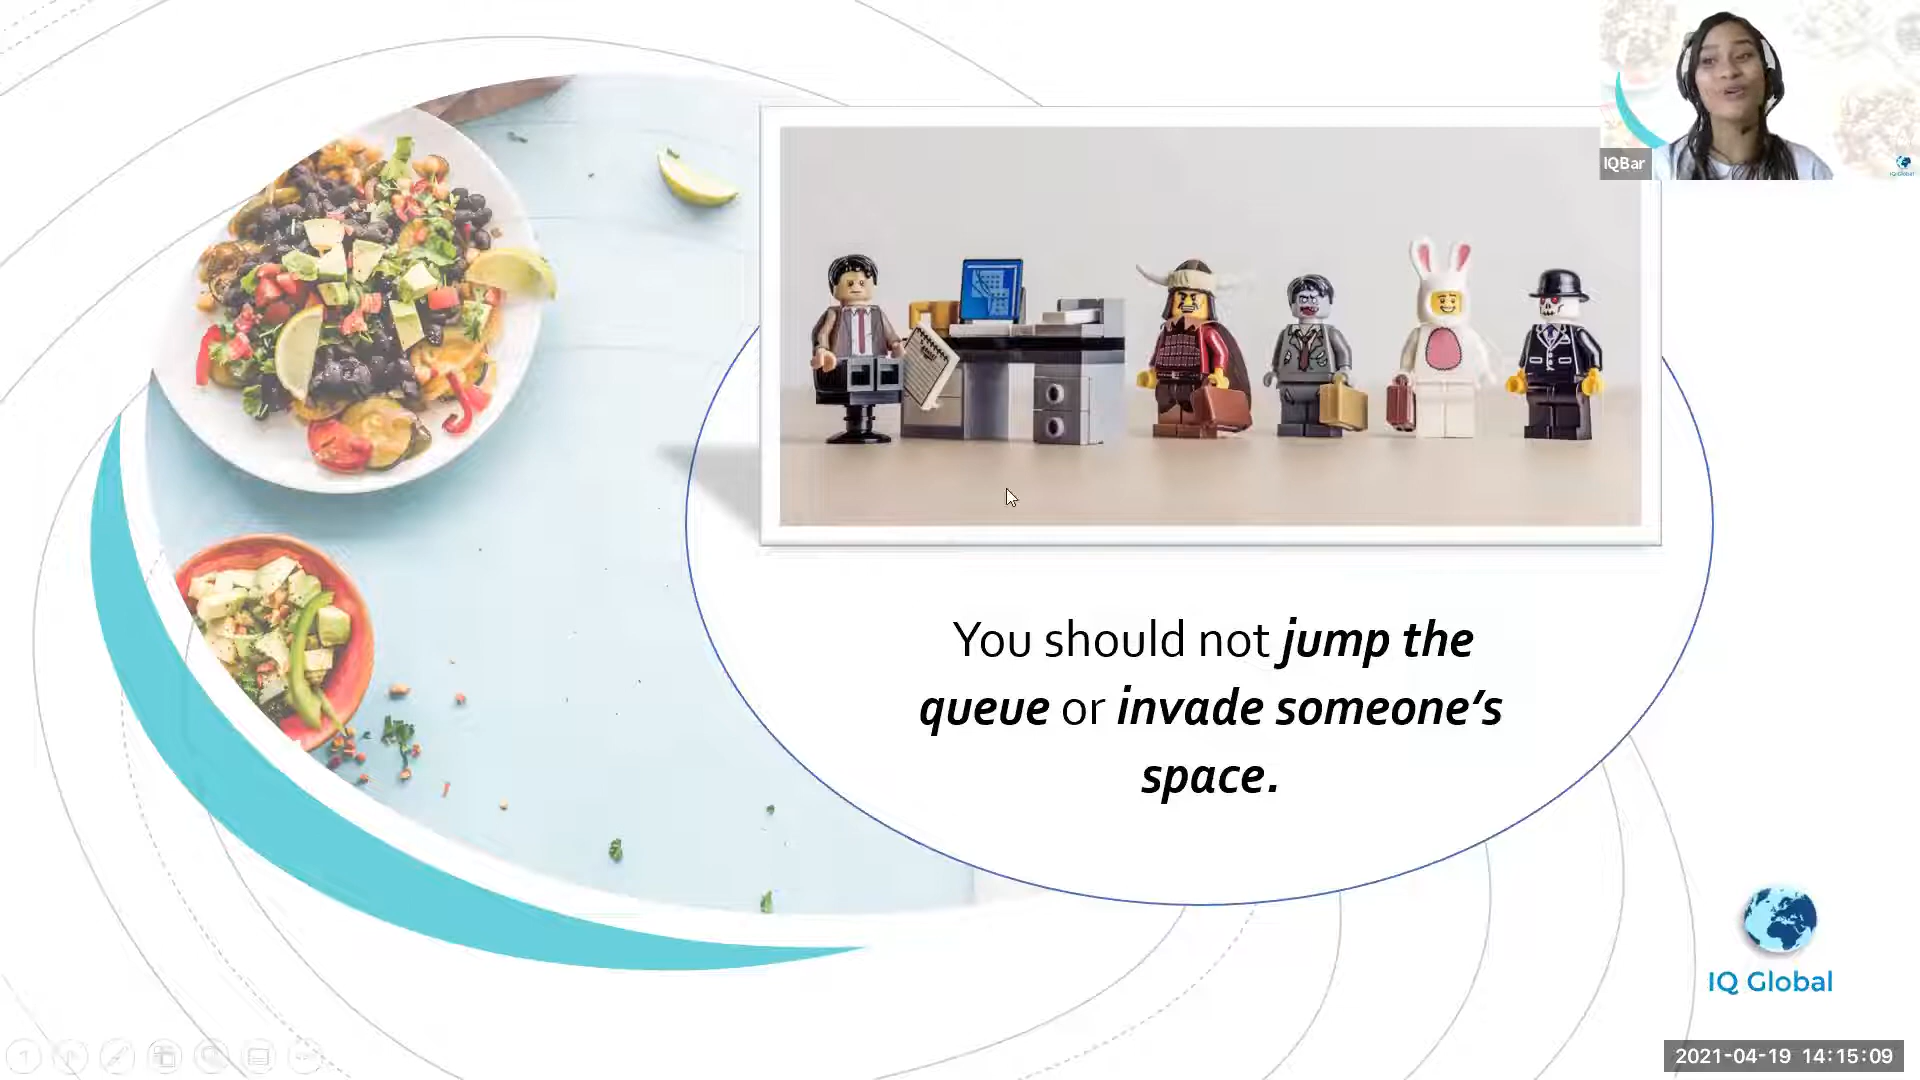 IQBar
You should not jump the
queue or invade someone’s
space.
IQ Global
2021-04-19 14:15:09